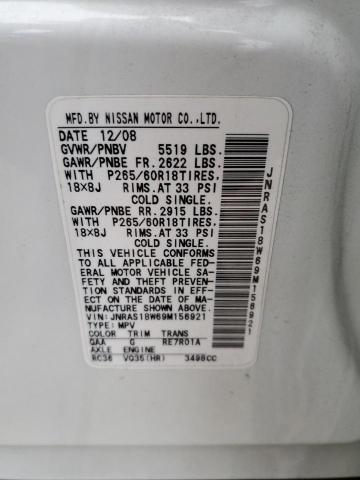 MFD.BY NISSAN MOTOR CO.,LTD.
DATE 12/08
GVWR/PNBV 5519 LBS.
GAWR/PNBE FR. 2622 LBS.
WITH P265/60R18TIRES,
18X8J RIMS.AT 33 PSI
COLD SINGLE.
GAWR/PNBE RR. 2915 LBS.
WITH P265/60R18TIRES,
18X8J RIMS.AT 33 PSI
COLD SINGLE.
THIS VEHICLE CONFORMS
TO ALL APPLICABLE FED-
ERAL MOTOR VEHICLE SA-
FETY AND THEFT PREVENTION
STANDARDS IN EFFECT
ON THE DATE OF MA-
NUFACTURE SHOWN ABOVE.
VIN: JNRAS18W69M156921
TYPE: MPV
COLOR TRIM TRANS
QAA G RE7R01A
AXLE ENGINE
RC36 VQ35(HR) 3498CC
JNRAS18W69M156921